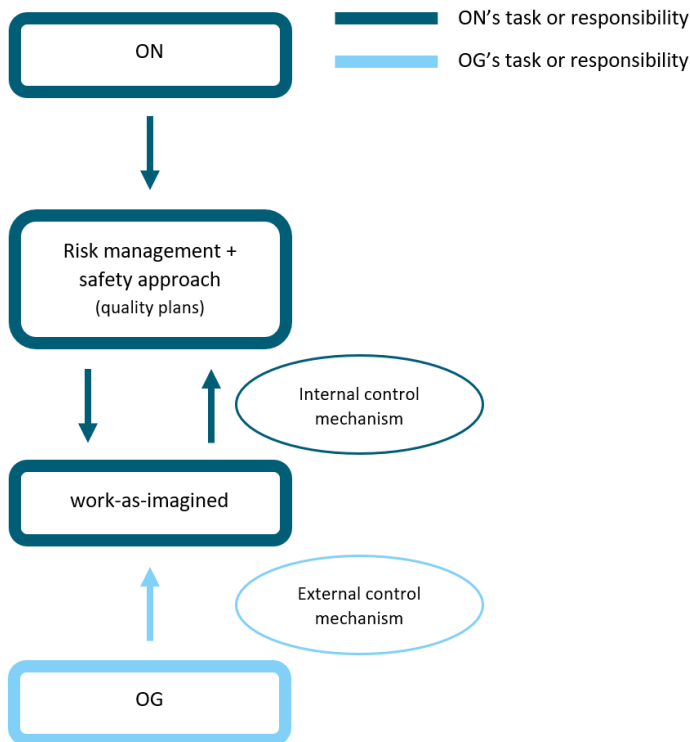 ON
ON's task or responsibility
OG's task or responsibility
Risk management +
safety approach
(quality plans)
Internal control
mechanism
work-as-imagined
External control
mechanism
OG